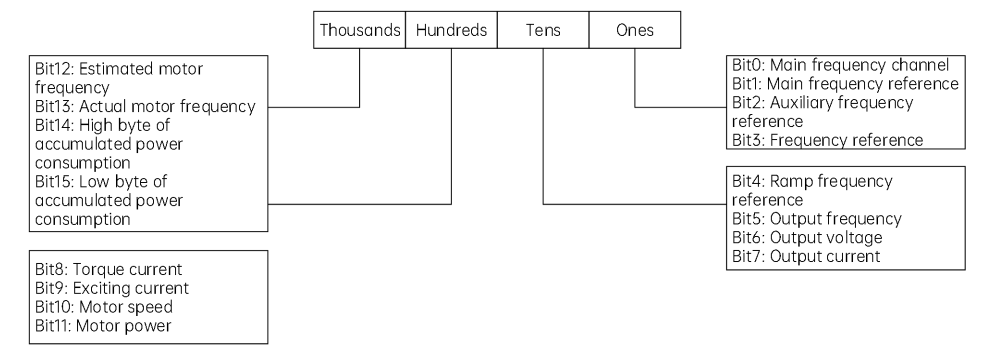 Thousands Hundreds Tens Ones
Bit12: Estimated motor
frequency
Bit13: Actual motor frequency
Bit14: High byte of
accumulated power
consumption
Bit15: Low byte of
accumulated power
consumption
Bit8: Torque current
Bit9: Exciting current
Bit10: Motor speed
Bit11: Motor power
Bit0: Main frequency channel
Bit1: Main frequency reference
Bit2: Auxiliary frequency
reference
Bit3: Frequency reference
Bit4: Ramp frequency
reference
Bit5: Output frequency
Bit6: Output voltage
Bit7: Output current